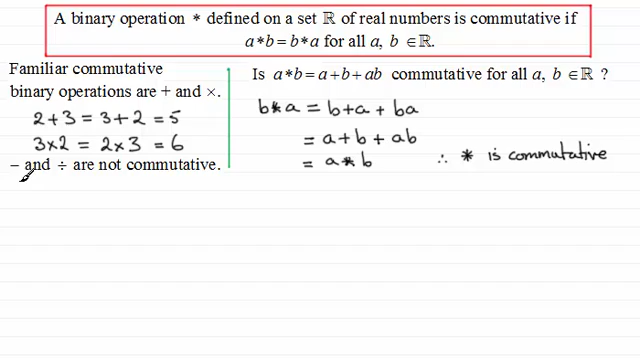 A binary operation * defined on a set ℝ of real numbers is commutative if
a*b = b*a for all a, b ∈ℝ.
Familiar commutative
binary operations are + and ×.
2 + 3 = 3 + 2 = 5
3 × 2 = 2 × 3 = 6
− and ÷ are not commutative.
Is a*b = a+b+ab commutative for all a, b ∈ℝ ?
b * a = b + a + ba
= a + b + ab
= a * b ∴ * is commutative